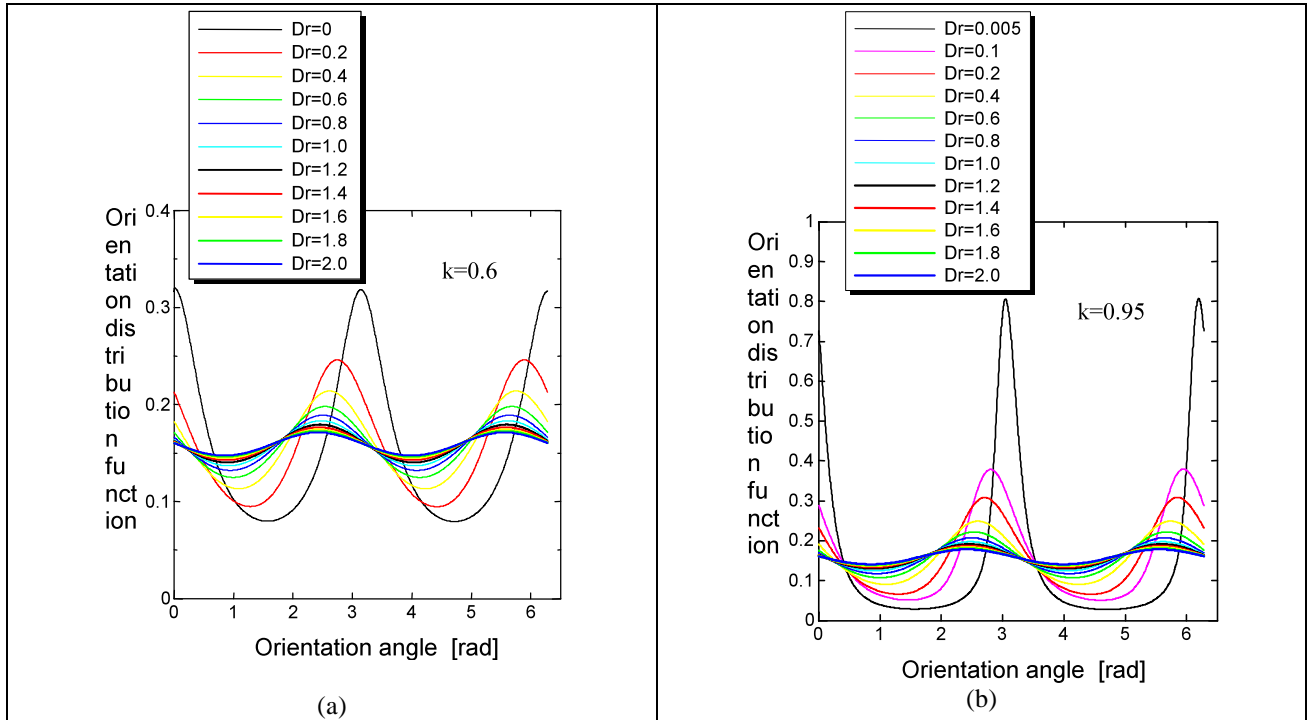 Dr=0
Dr=0.2
Dr=0.4
Dr=0.6
Dr=0.8
Dr=1.0
Dr=1.2
Dr=1.4
Dr=1.6
Dr=1.8
Dr=2.0
k=0.6
Ori
en
tati
on
dis
tri
bu
tio
n
fu
nct
ion
0.4
0.3
0.2
0.1
0
0 1 2 3 4 5 6
Orientation angle [rad]
(a)
Dr=0.005
Dr=0.1
Dr=0.2
Dr=0.4
Dr=0.6
Dr=0.8
Dr=1.0
Dr=1.2
Dr=1.4
Dr=1.6
Dr=1.8
Dr=2.0
k=0.95
Ori
en
tati
on
dis
tri
bu
tio
n
fu
nct
ion
1
0.9
0.8
0.7
0.6
0.5
0.4
0.3
0.2
0.1
0
0 1 2 3 4 5 6
Orientation angle [rad]
(b)